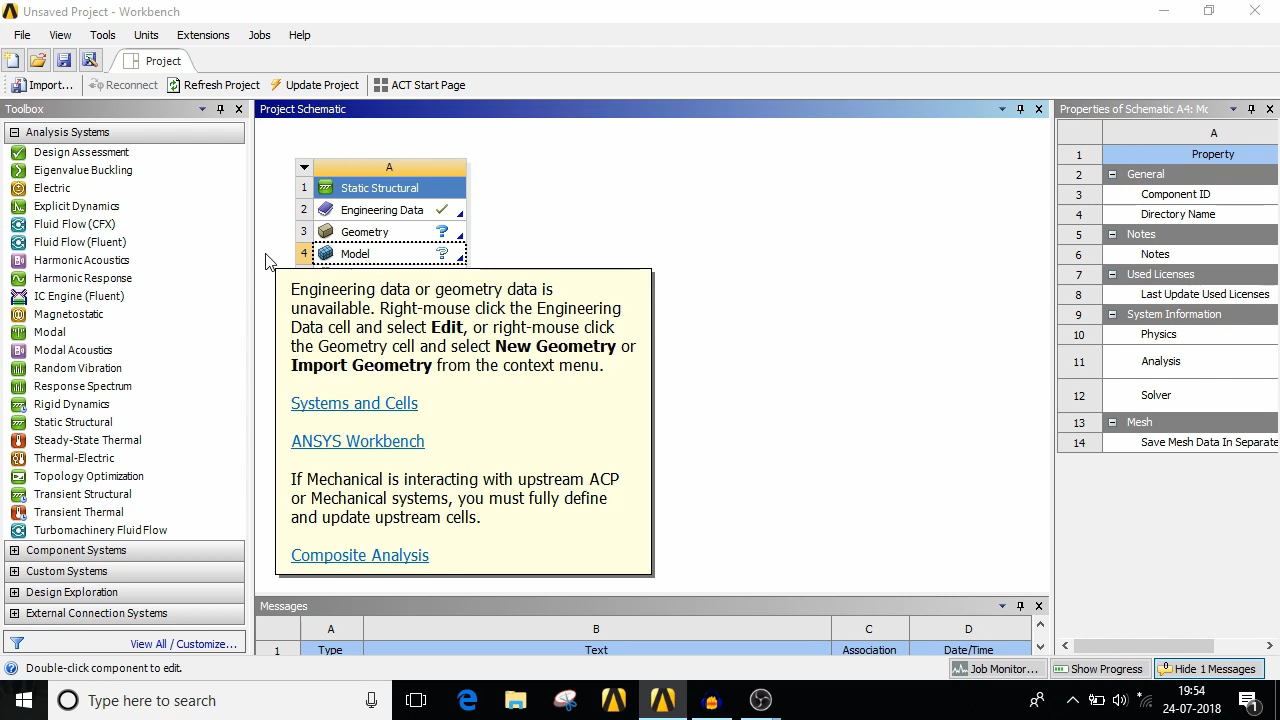 Unsaved Project - Workbench
File View Tools Units Extensions Jobs Help
Project
Import... Reconnect Refresh Project Update Project ACT Start Page
Toolbox
Analysis Systems
Design Assessment
Eigenvalue Buckling
Electric
Explicit Dynamics
Fluid Flow (CFX)
Fluid Flow (Fluent)
Harmonic Acoustics
Harmonic Response
IC Engine (Fluent)
Magnetostatic
Modal
Modal Acoustics
Random Vibration
Response Spectrum
Rigid Dynamics
Static Structural
Steady-State Thermal
Thermal-Electric
Topology Optimization
Transient Structural
Transient Thermal
Turbomachinery Fluid Flow
Component Systems
Custom Systems
Design Exploration
External Connection Systems
View All / Customize...
Project Schematic
A
1 Static Structural
2 Engineering Data
3 Geometry ?
4 Model ?
Engineering data or geometry data is
unavailable. Right-mouse click the Engineering
Data cell and select Edit, or right-mouse click
the Geometry cell and select New Geometry or
Import Geometry from the context menu.
Systems and Cells
ANSYS Workbench
If Mechanical is interacting with upstream ACP
or Mechanical systems, you must fully define
and update upstream cells.
Composite Analysis
Messages
A B C D
1 Type Text Association Date/Time
Properties of Schematic A4: Mc
A
1 Property
2 General
3 Component ID
4 Directory Name
5 Notes
6 Notes
7 Used Licenses
8 Last Update Used Licenses
9 System Information
10 Physics
11 Analysis
12 Solver
13 Mesh
14 Save Mesh Data In Separate
Double-click component to edit.
Job Monitor... Show Progress Hide 1 Messages
Type here to search
19:54
24-07-2018
1